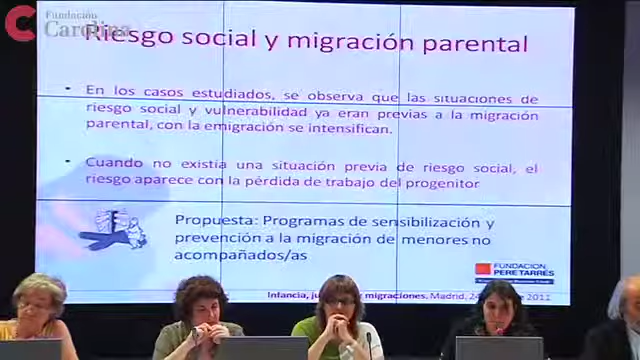 Fundación
Carolina
Riesgo social y migración parental
• En los casos estudiados, se observa que las situaciones de
riesgo social y vulnerabilidad ya eran previas a la migración
parental, con la emigración se intensifican.
• Cuando no existía una situación previa de riesgo social, el
riesgo aparece con la pérdida de trabajo del progenitor
Propuesta: Programas de sensibilización y
prevención a la migración de menores no
acompañados/as
FUNDACIÓN
PERE TARRÉS
Infancia, y migraciones. Madrid, 2011